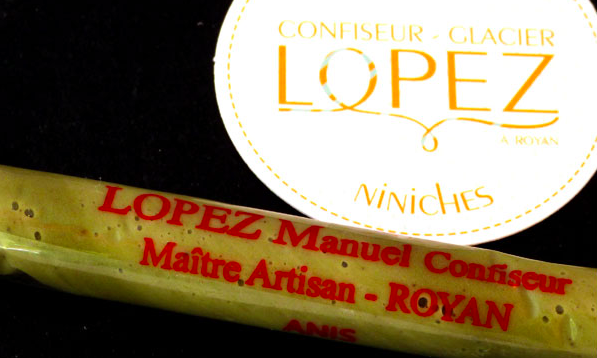 CONFISEUR - GLACIER
LOPEZ
À ROYAN
NINICHES
LOPEZ Manuel Confiseur
Maître Artisan - ROYAN
ANIS